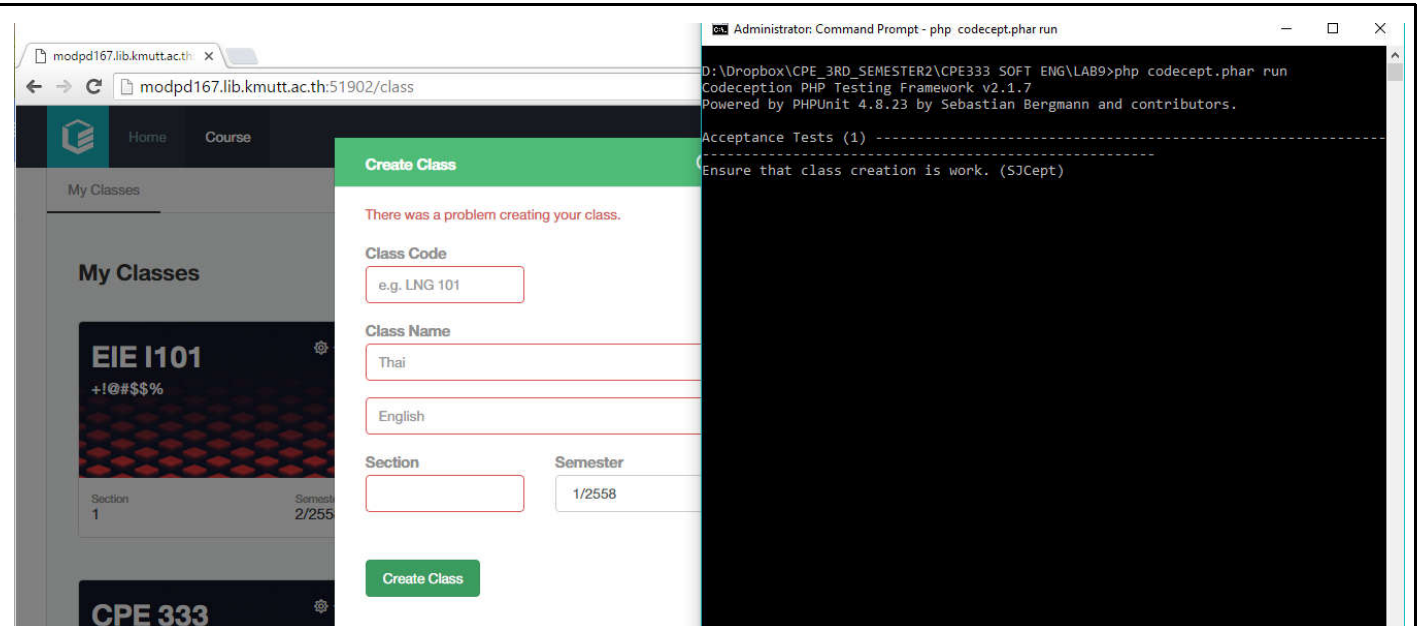 modpd167.lib.kmutt.ac.th:
modpd167.lib.kmutt.ac.th:51902/class
Home Course
My Classes
My Classes
EIE I101
+!@#$$%
Section
1
Semeste
2/255
CPE 333
Create Class
There was a problem creating your class.
Class Code
e.g. LNG 101
Class Name
Thai
English
Section
Semester
1/2558
Create Class
Administrator: Command Prompt - php codecept.phar run
D:\Dropbox\CPE_3RD_SEMESTER2\CPE333 SOFT ENG\LAB9>php codecept.phar run
Codeception PHP Testing Framework v2.1.7
Powered by PHPUnit 4.8.23 by Sebastian Bergmann and contributors.
Acceptance Tests (1) --------------------------------------------------------------
-------------------------------------------------------
Ensure that class creation is work. (SJCept)